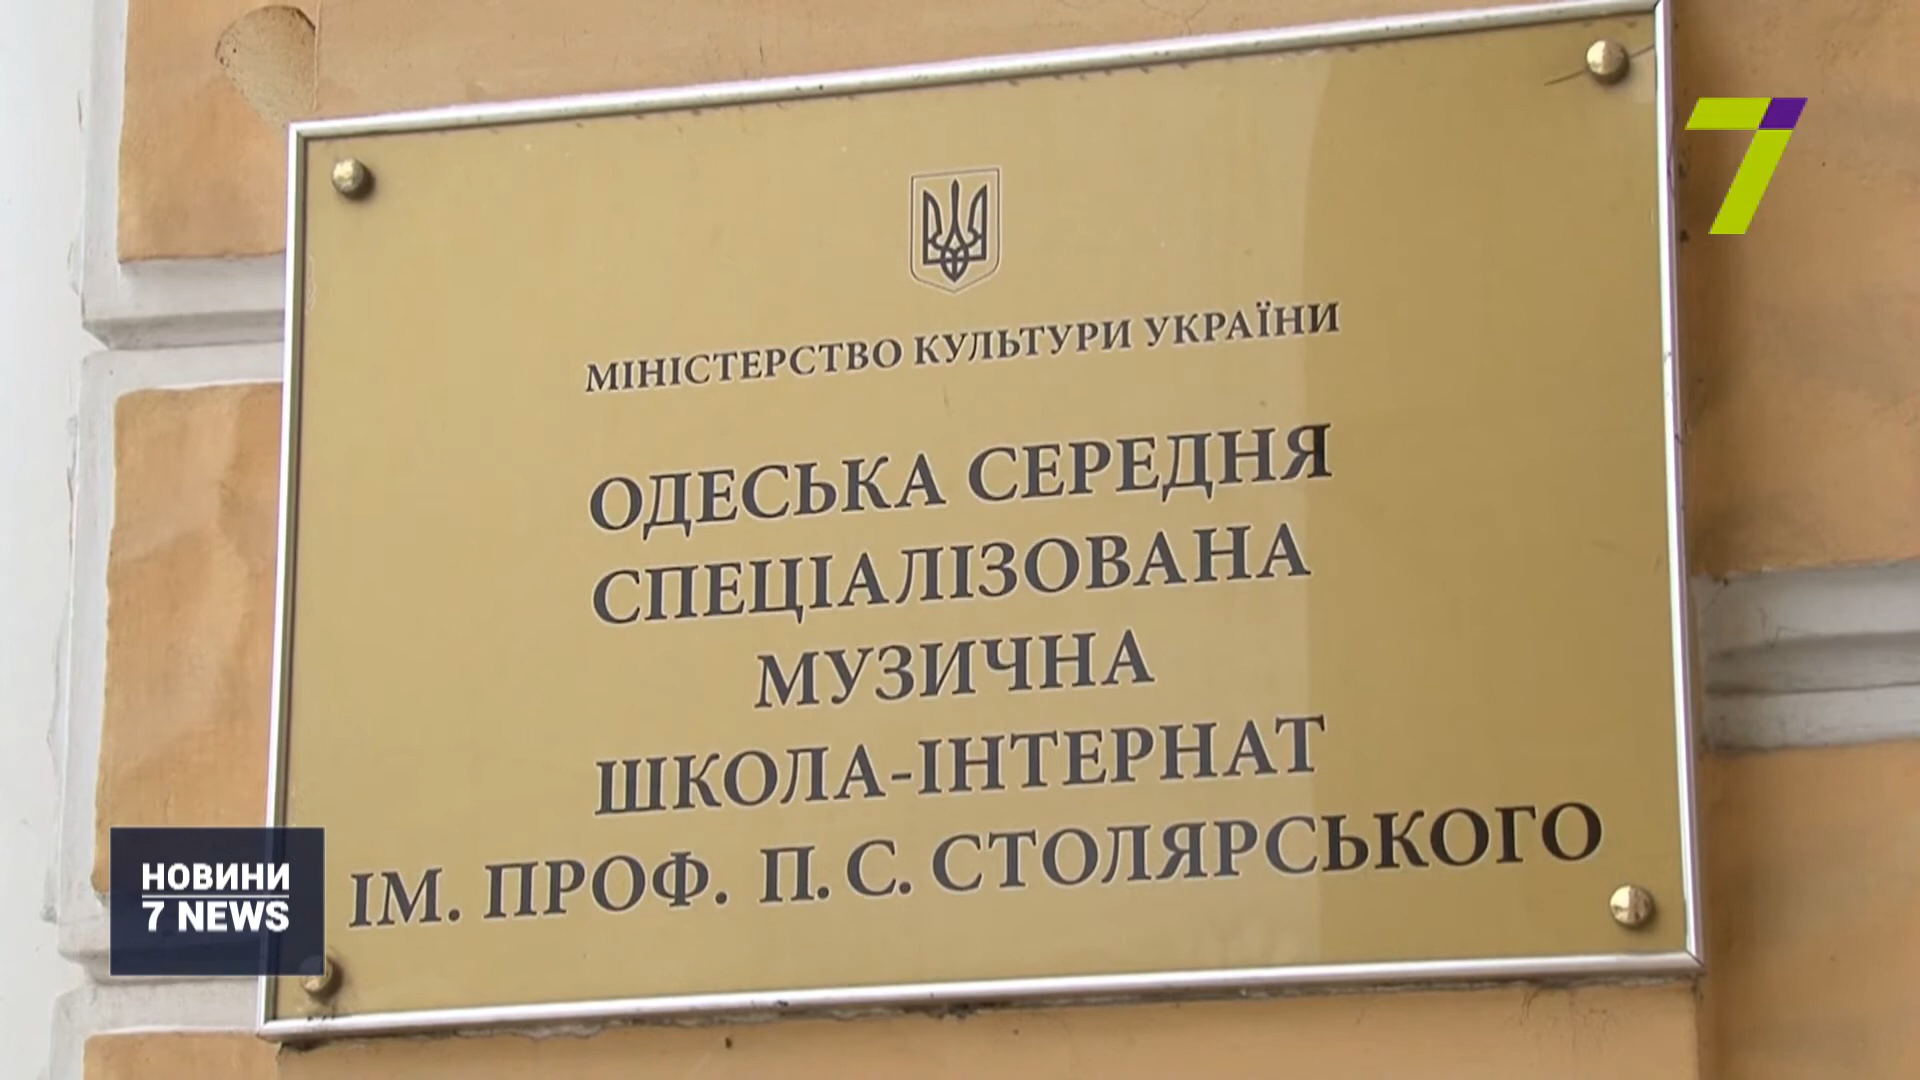 7
МІНІСТЕРСТВО КУЛЬТУРИ УКРАЇНИ
ОДЕСЬКА СЕРЕДНЯ
СПЕЦІАЛІЗОВАНА
МУЗИЧНА
ШКОЛА-ІНТЕРНАТ
ІМ. ПРОФ. П. С. СТОЛЯРСЬКОГО
НОВИНИ
7 NEWS